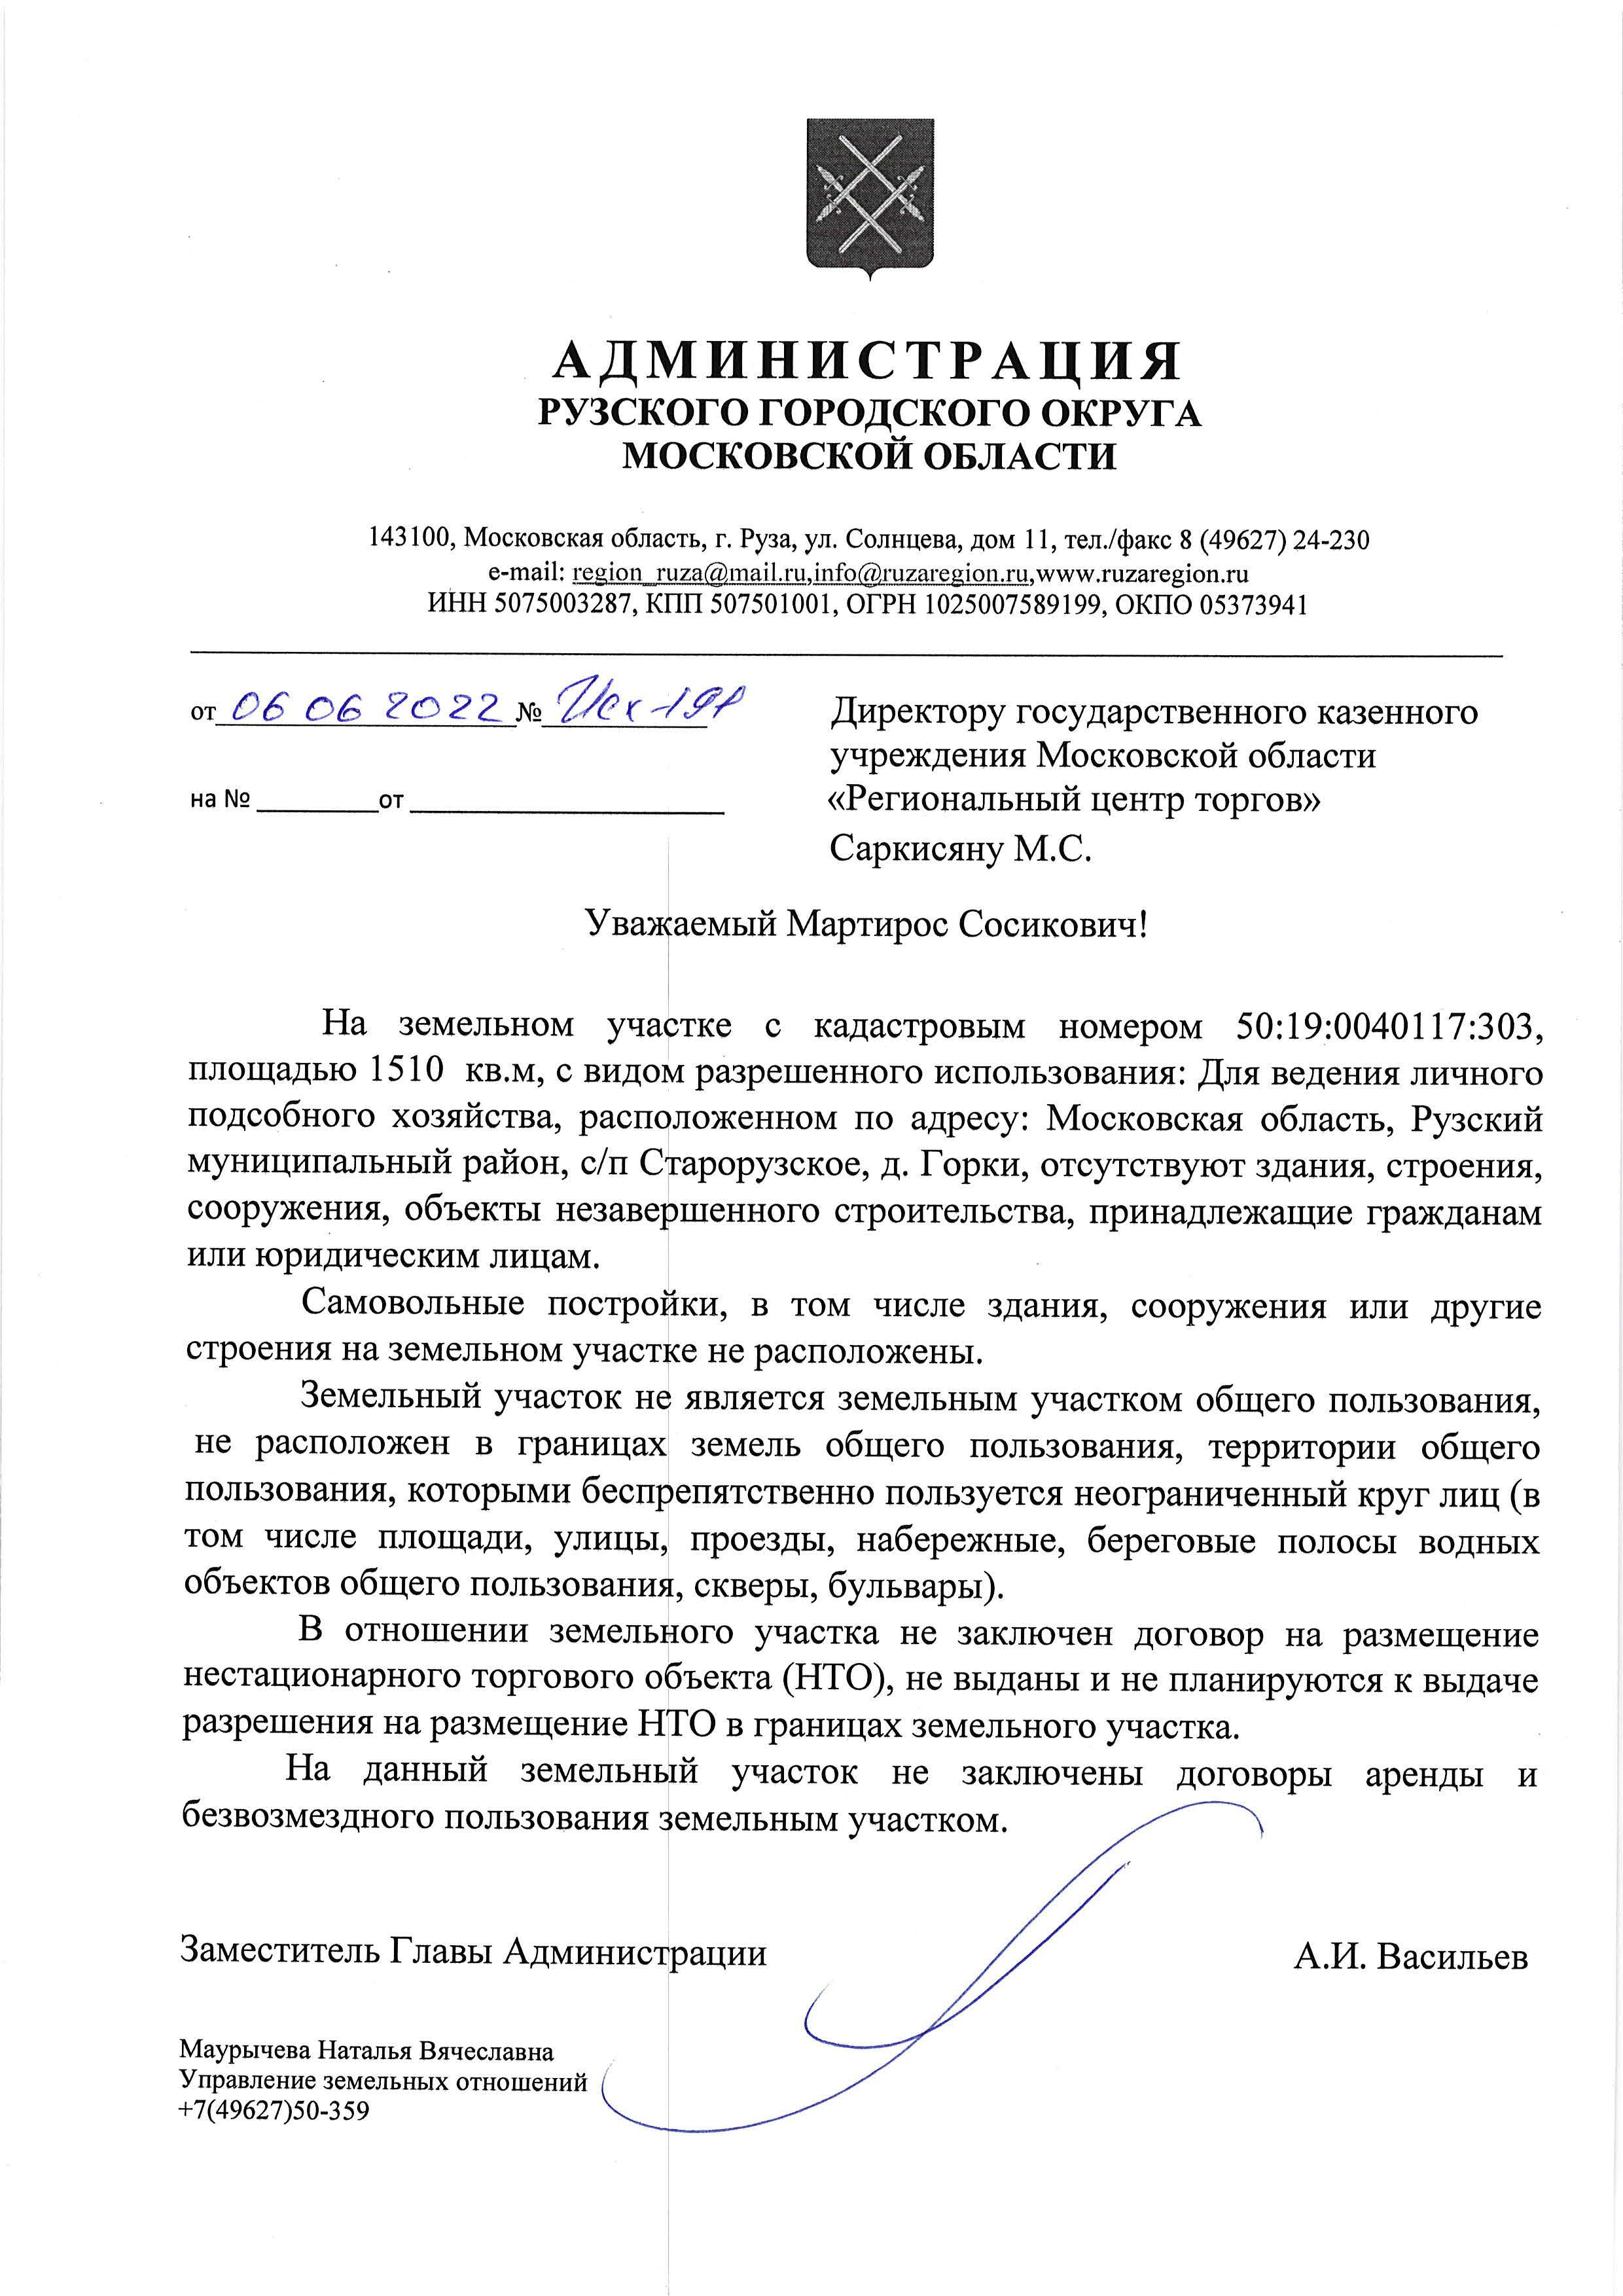 АДМИНИСТРАЦИЯ
РУЗСКОГО ГОРОДСКОГО ОКРУГА
МОСКОВСКОЙ ОБЛАСТИ
143100, Московская область, г. Руза, ул. Солнцева, дом 11, тел./факс 8 (49627) 24-230
e-mail: region_ruza@mail.ru,info@ruzaregion.ru,www.ruzaregion.ru
ИНН 5075003287, КПП 507501001, ОГРН 1025007589199, ОКПО 05373941
от 06 06 2022 №
на № от
Директору государственного казенного
учреждения Московской области
«Региональный центр торгов»
Саркисяну М.С.
Уважаемый Мартирос Сосикович!
На земельном участке с кадастровым номером 50:19:0040117:303,
площадью 1510 кв.м, с видом разрешенного использования: Для ведения личного
подсобного хозяйства, расположенном по адресу: Московская область, Рузский
муниципальный район, с/п Старорузское, д. Горки, отсутствуют здания, строения,
сооружения, объекты незавершенного строительства, принадлежащие гражданам
или юридическим лицам.
Самовольные постройки, в том числе здания, сооружения или другие
строения на земельном участке не расположены.
Земельный участок не является земельным участком общего пользования,
не расположен в границах земель общего пользования, территории общего
пользования, которыми беспрепятственно пользуется неограниченный круг лиц (в
том числе площади, улицы, проезды, набережные, береговые полосы водных
объектов общего пользования, скверы, бульвары).
В отношении земельного участка не заключен договор на размещение
нестационарного торгового объекта (НТО), не выданы и не планируются к выдаче
разрешения на размещение НТО в границах земельного участка.
На данный земельный участок не заключены договоры аренды и
безвозмездного пользования земельным участком.
Заместитель Главы Администрации
А.И. Васильев
Маурычева Наталья Вячеславна
Управление земельных отношений
+7(49627)50-359